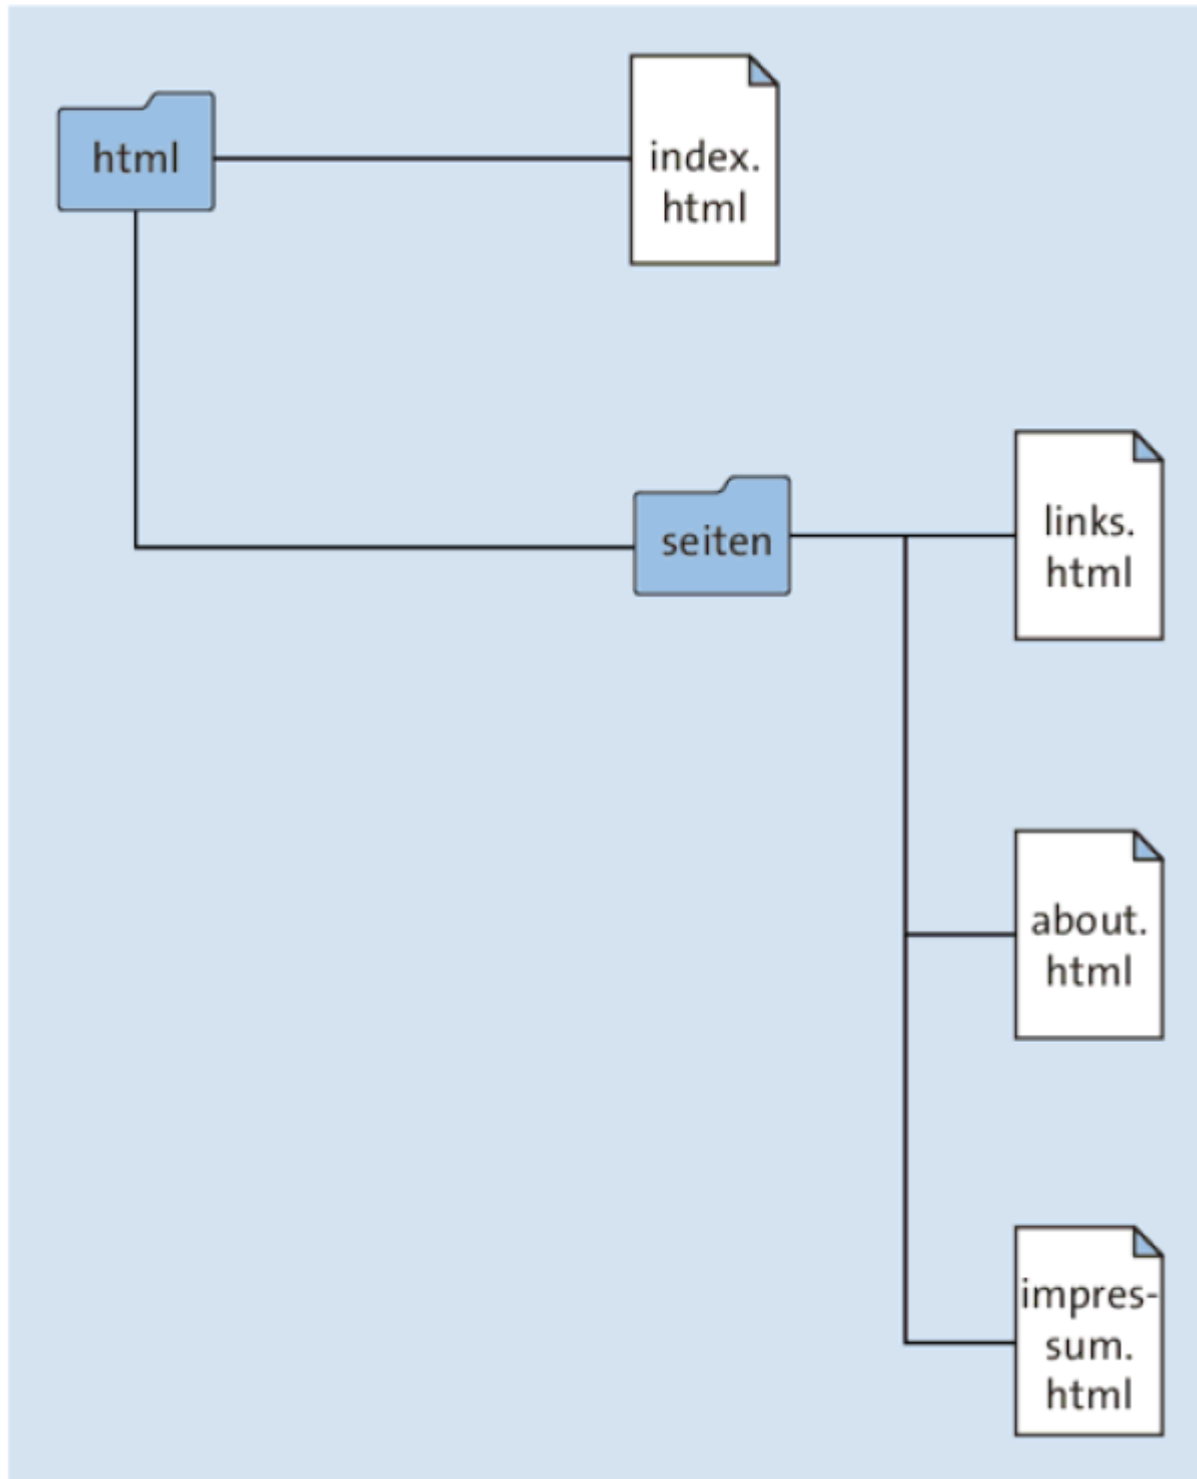 html
index.
html
seiten
links.
html
about.
html
impres-
sum.
html